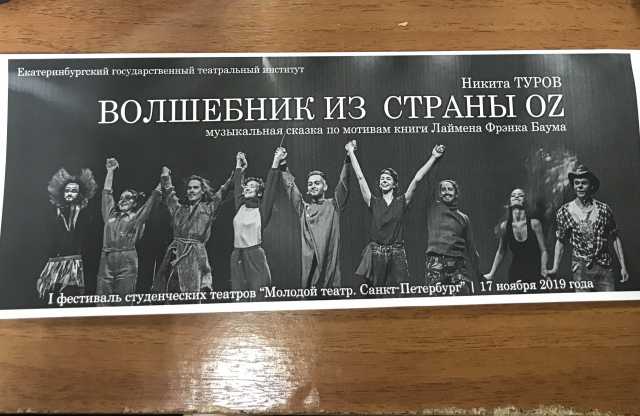 Екатеринбургский государственный театральный институт
Никита ТУРОВ
ВОЛШЕБНИК ИЗ СТРАНЫ OZ
музыкальная сказка по мотивам книги Лаймена Фрэнка Баума
I фестиваль студенческих театров "Молодой театр. Санкт-Петербург" | 17 ноября 2019 года